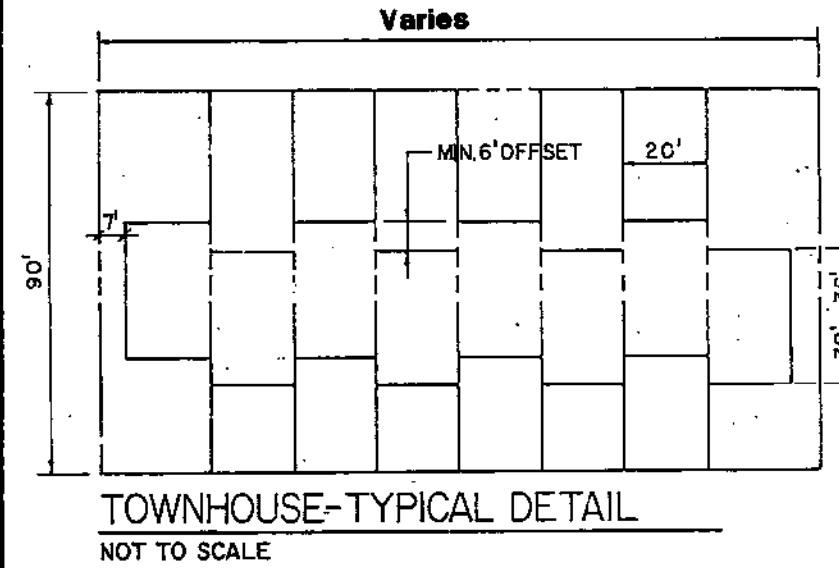 Varies
MIN. 6' OFFSET
20'
7'
90'
TOWNHOUSE-TYPICAL DETAIL
NOT TO SCALE